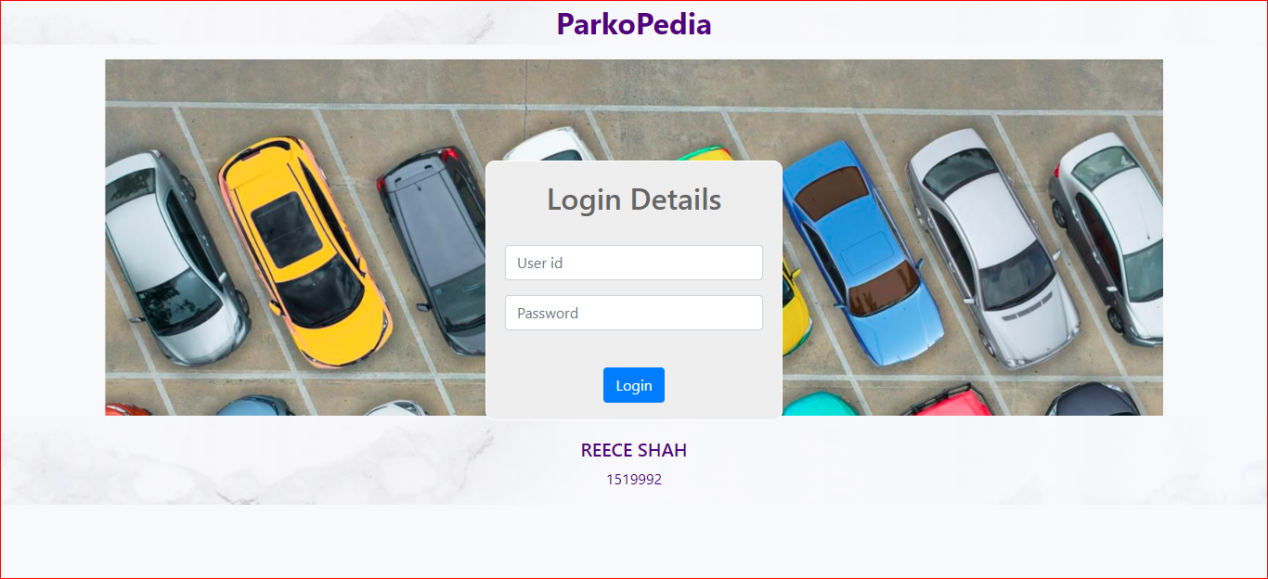 ParkoPedia
Login Details
User id
Password
Login
REECE SHAH
1519992